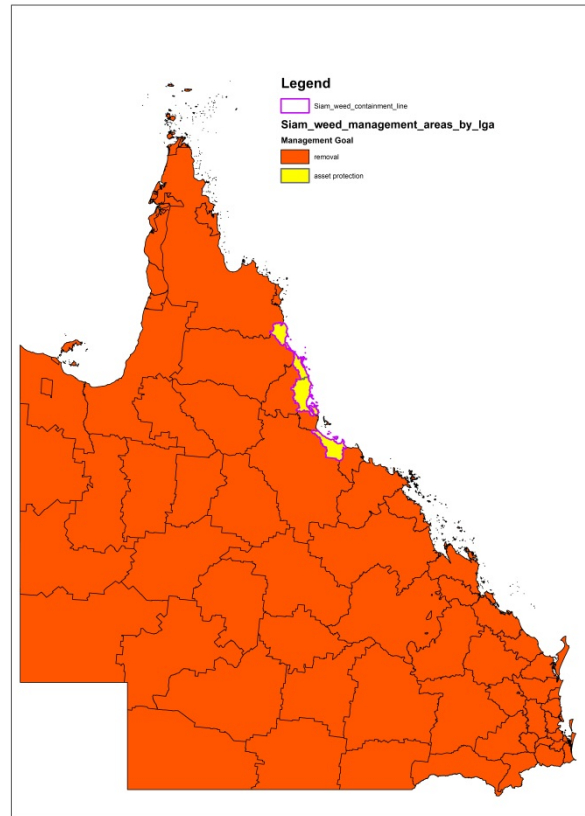 Legend
Siam_weed_containment_line
Siam_weed_management_areas_by_lga
Management Goal
removal
asset protection